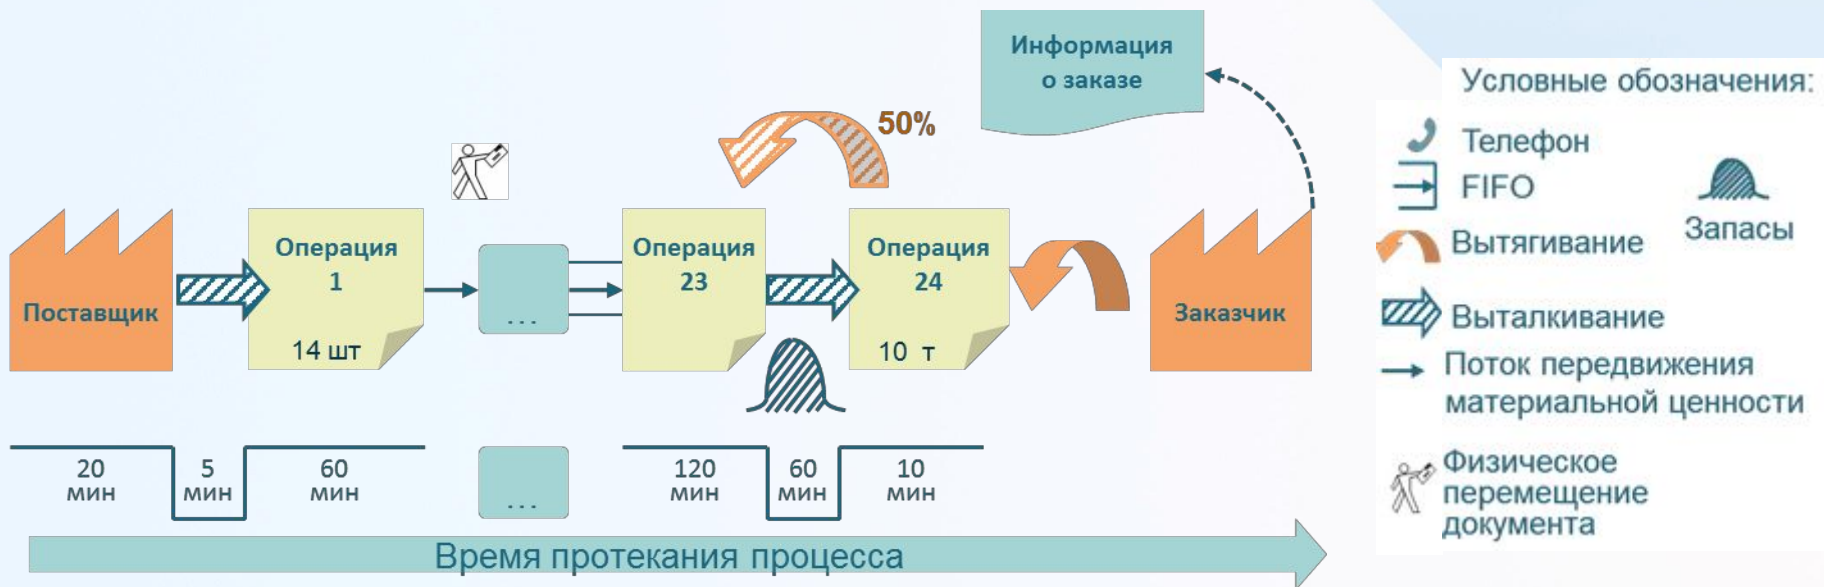 Информация
о заказе
50%
Поставщик
Операция
1
14 шт
...
Операция
23
Операция
24
10 т
Заказчик
20
мин
5
мин
60
мин
...
120
мин
60
мин
10
мин
Время протекания процесса
Условные обозначения:
Телефон
FIFO
Запасы
Вытягивание
Выталкивание
Поток передвижения
материальной ценности
Физическое
перемещение
документа